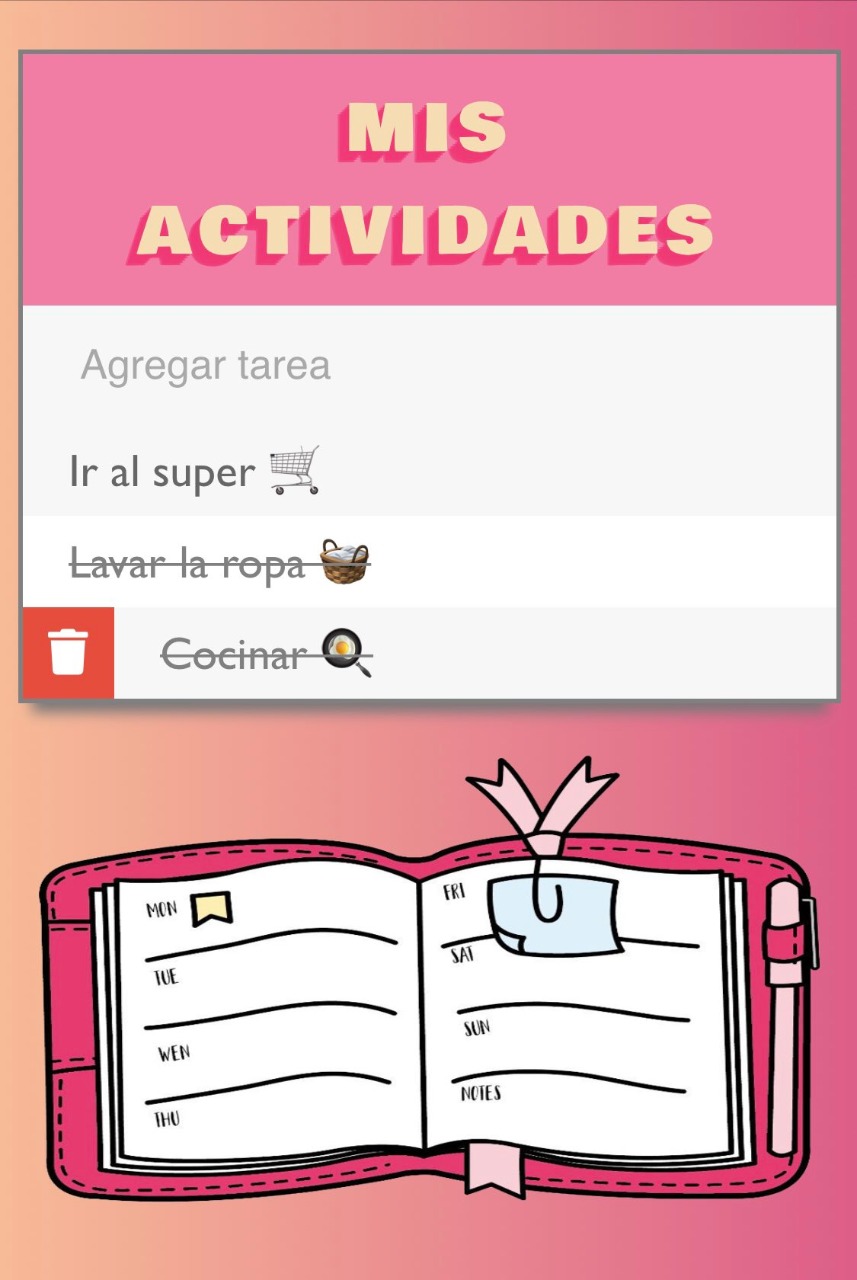 MIS
ACTIVIDADES
Agregar tarea
Ir al super 🛒
Lavar la ropa 🧺
Cocinar 🍳
MON
TUE
WEN
THU
FRI
SAT
SUN
NOTES